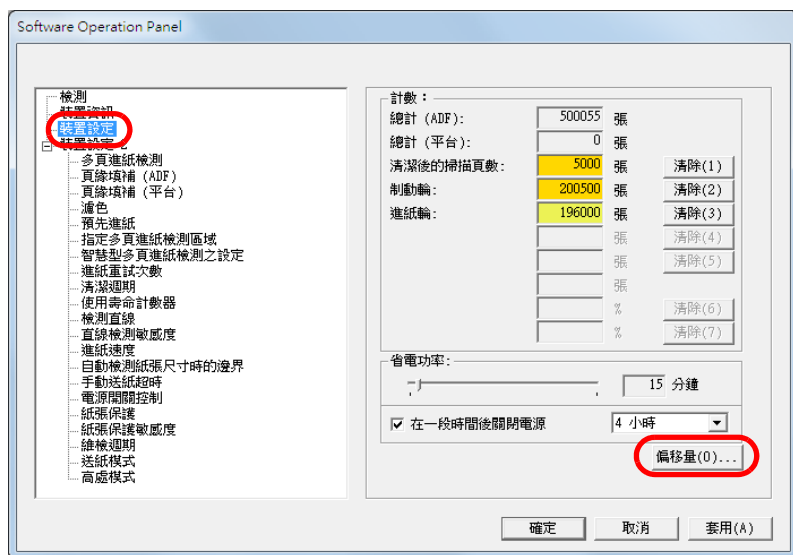 Software Operation Panel
檢測
裝置資訊
裝置設定
裝置設定 2
多頁進紙檢測
頁緣填補 (ADF)
頁緣填補 (平台)
濾色
預先進紙
指定多頁進紙檢測區域
智慧型多頁進紙檢測之設定
進紙重試次數
清潔週期
使用壽命計數器
檢測直線
直線檢測敏感度
進紙速度
自動檢測紙張尺寸時的邊界
手動送紙超時
電源開關控制
紙張保護
紙張保護敏感度
維檢週期
送紙模式
高處模式
計數：
總計 (ADF): 500055 張
總計 (平台): 0 張
清潔後的掃描頁數: 5000 張 清除(1)
制動輪: 200500 張 清除(2)
進紙輪: 196000 張 清除(3)
張 清除(4)
張 清除(5)
張
% 清除(6)
% 清除(7)
省電功率:
15 分鐘
在一段時間後關閉電源 4 小時
偏移量(O)...
確定 取消 套用(A)